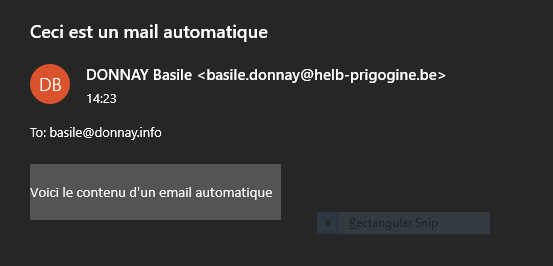 Ceci est un mail automatique
DB
DONNAY Basile <basile.donnay@helb-prigogine.be>
14:23
To: basile@donnay.info
Voici le contenu d'un email automatique
Rectangular Snip